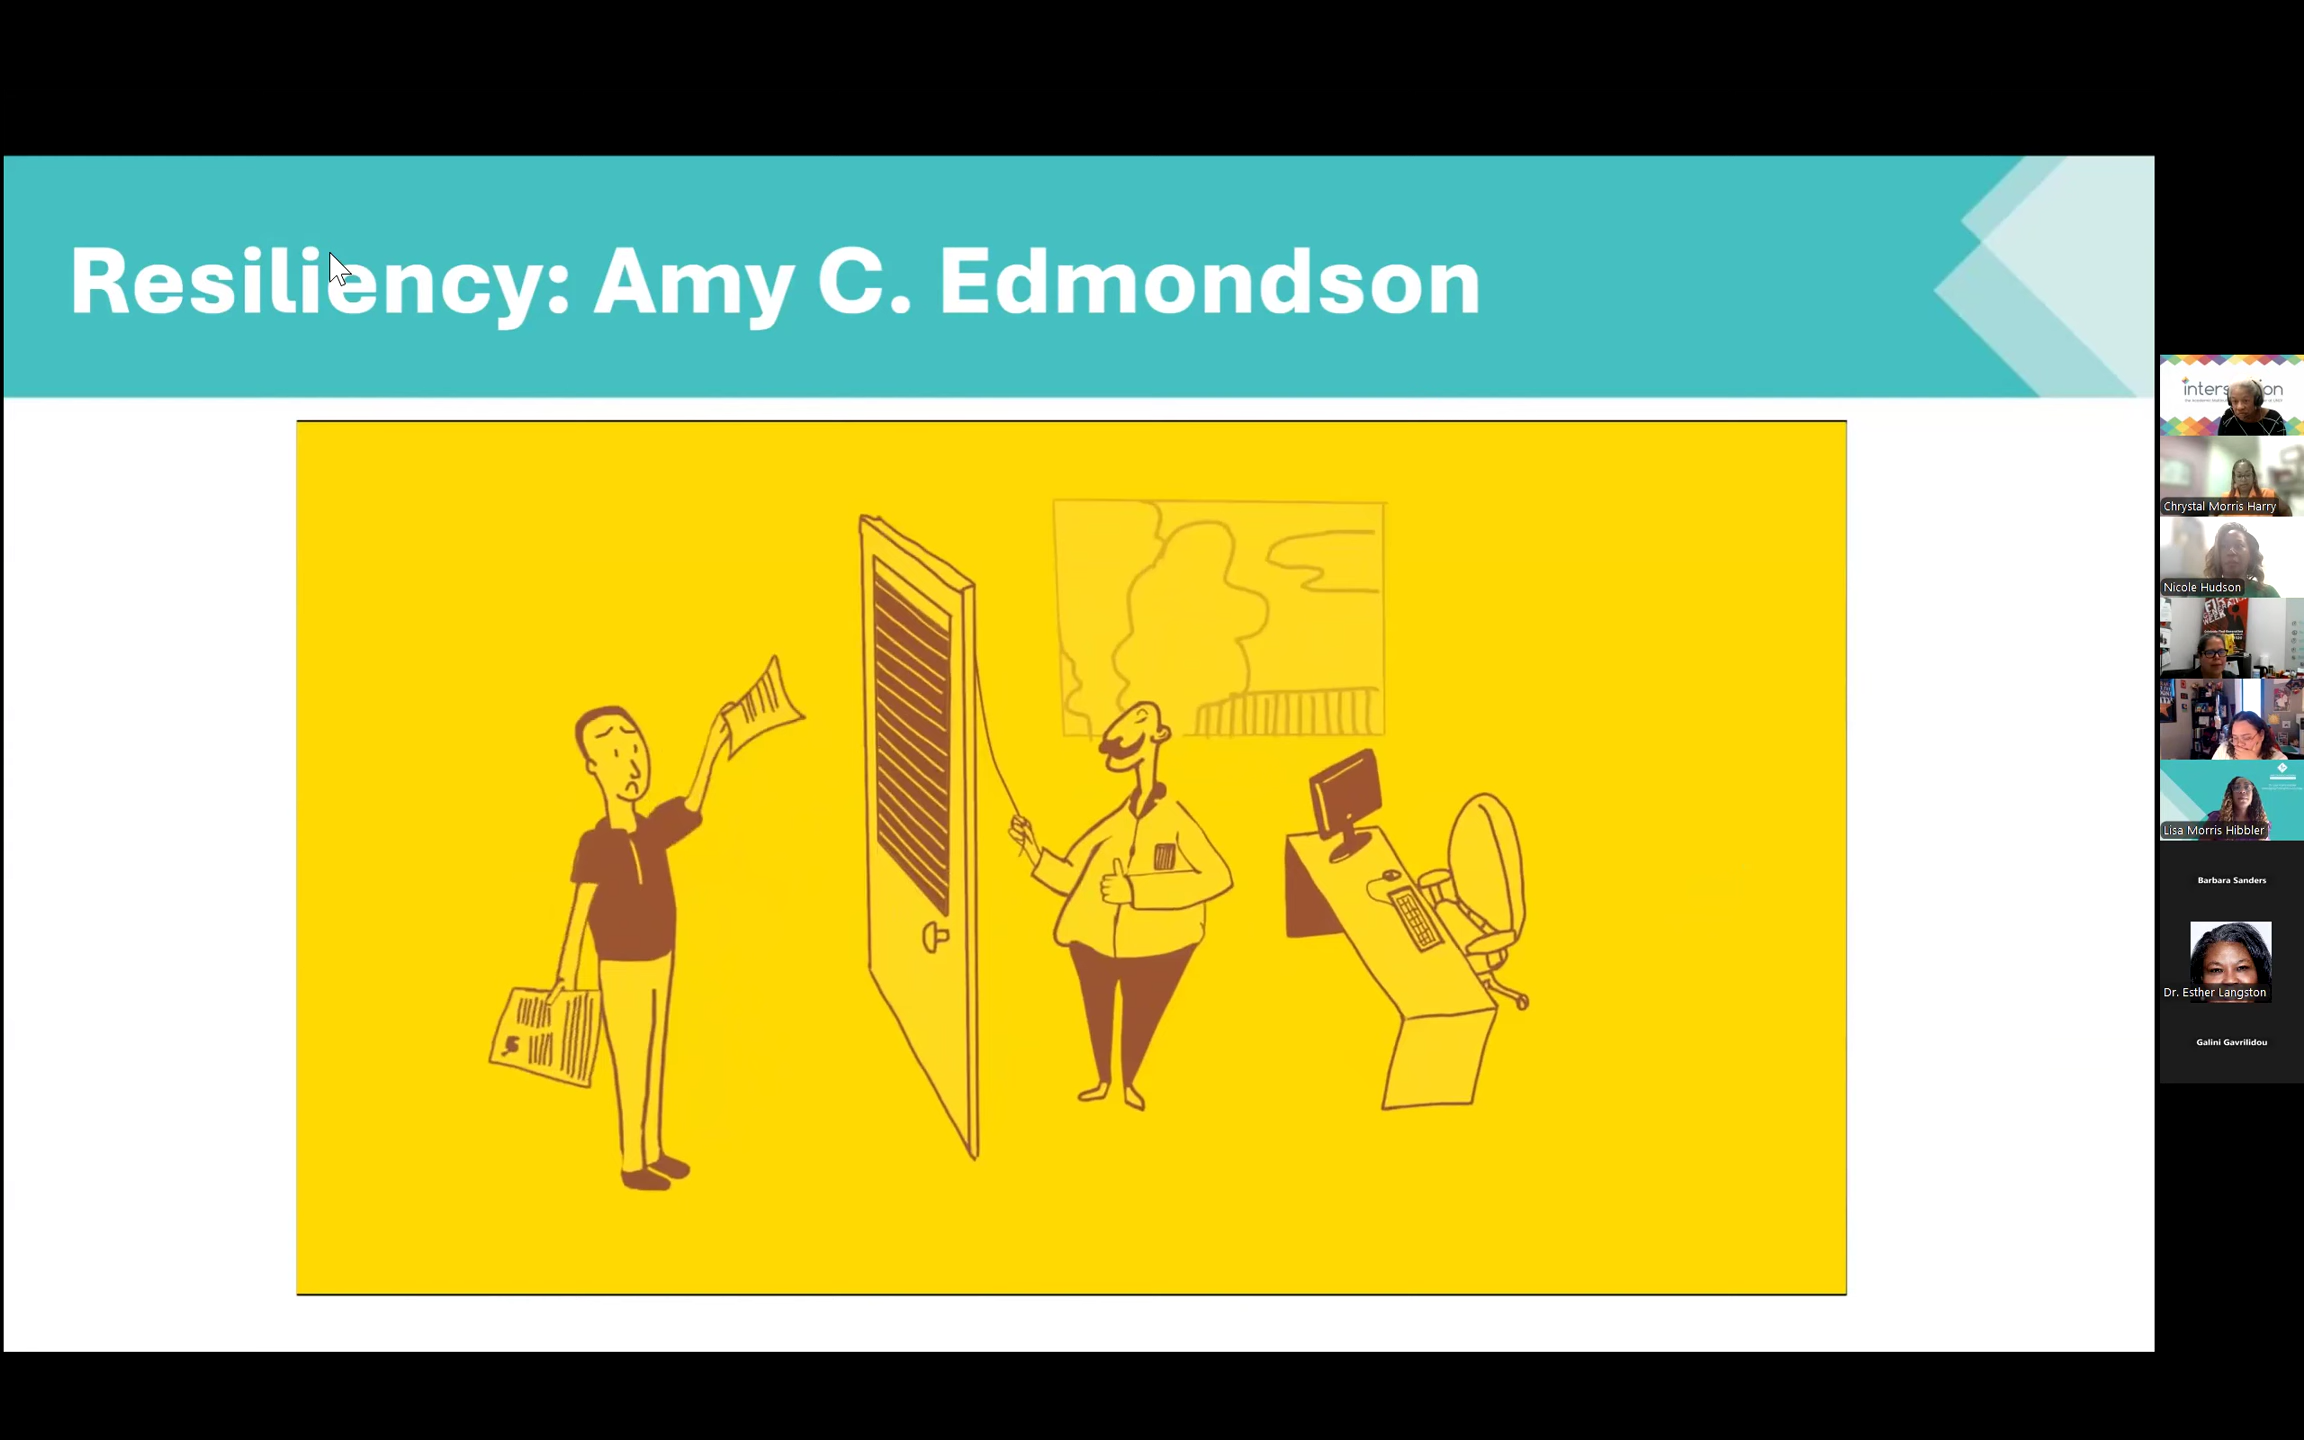 Resiliency: Amy C. Edmondson
Chrystal Morris Harry
Nicole Hudson
Lisa Morris Hibbler
Barbara Sanders
Dr. Esther Langston
Galini Gavrilidou